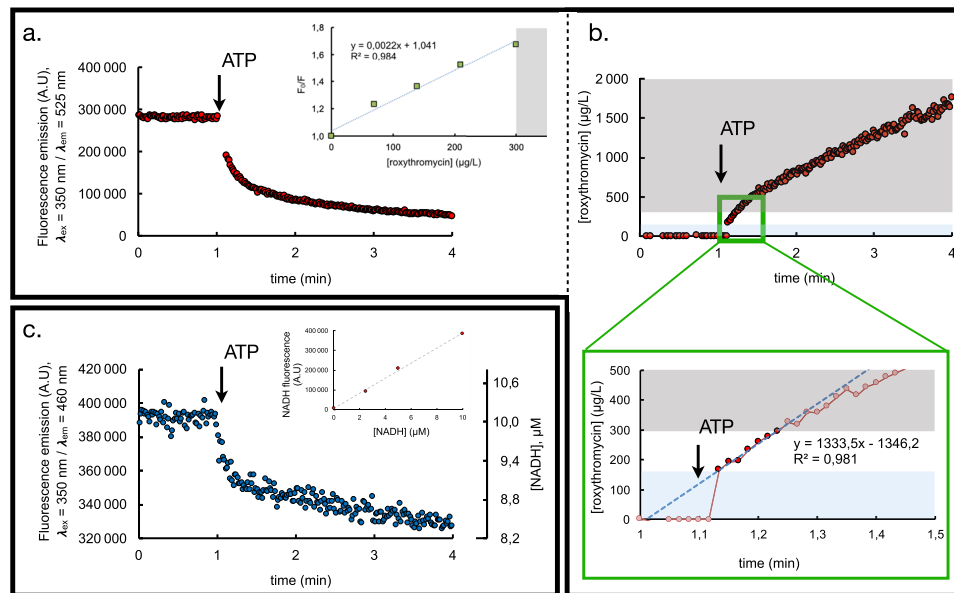 a.
ATP
400 000
300 000
200 000
100 000
0
Fluorescence emission (A.U),
λex = 350 nm / λem = 525 nm
0
1
2
3
4
time (min)
y = 0,0022x + 1,041
R² = 0,984
1,8
1,6
1,4
1,2
1,0
F0/F
0
100
200
300
[roxythromycin] (µg/L)
b.
ATP
2 000
1 500
1 000
500
0
[roxythromycin] (µg/L)
0
1
2
3
4
time (min)
500
400
300
200
100
0
[roxythromycin] (µg/L)
ATP
y = 1333,5x - 1346,2
R² = 0,981
1
1,1
1,2
1,3
1,4
1,5
time (min)
c.
ATP
420 000
400 000
380 000
360 000
340 000
320 000
Fluorescence emission (A.U),
λex = 350 nm / λem = 460 nm
0
1
2
3
4
time (min)
10,6
10,0
9,4
8,8
8,2
[NADH], µM
400 000
300 000
200 000
100 000
0
NADH fluorescence
(A.U)
0
2
4
6
8
10
[NADH] (µM)